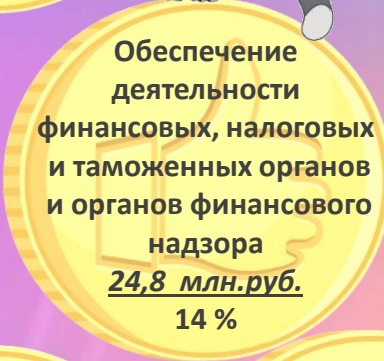 Обеспечение
деятельности
финансовых, налоговых
и таможенных органов
и органов финансового
надзора
24,8 млн.руб.
14 %